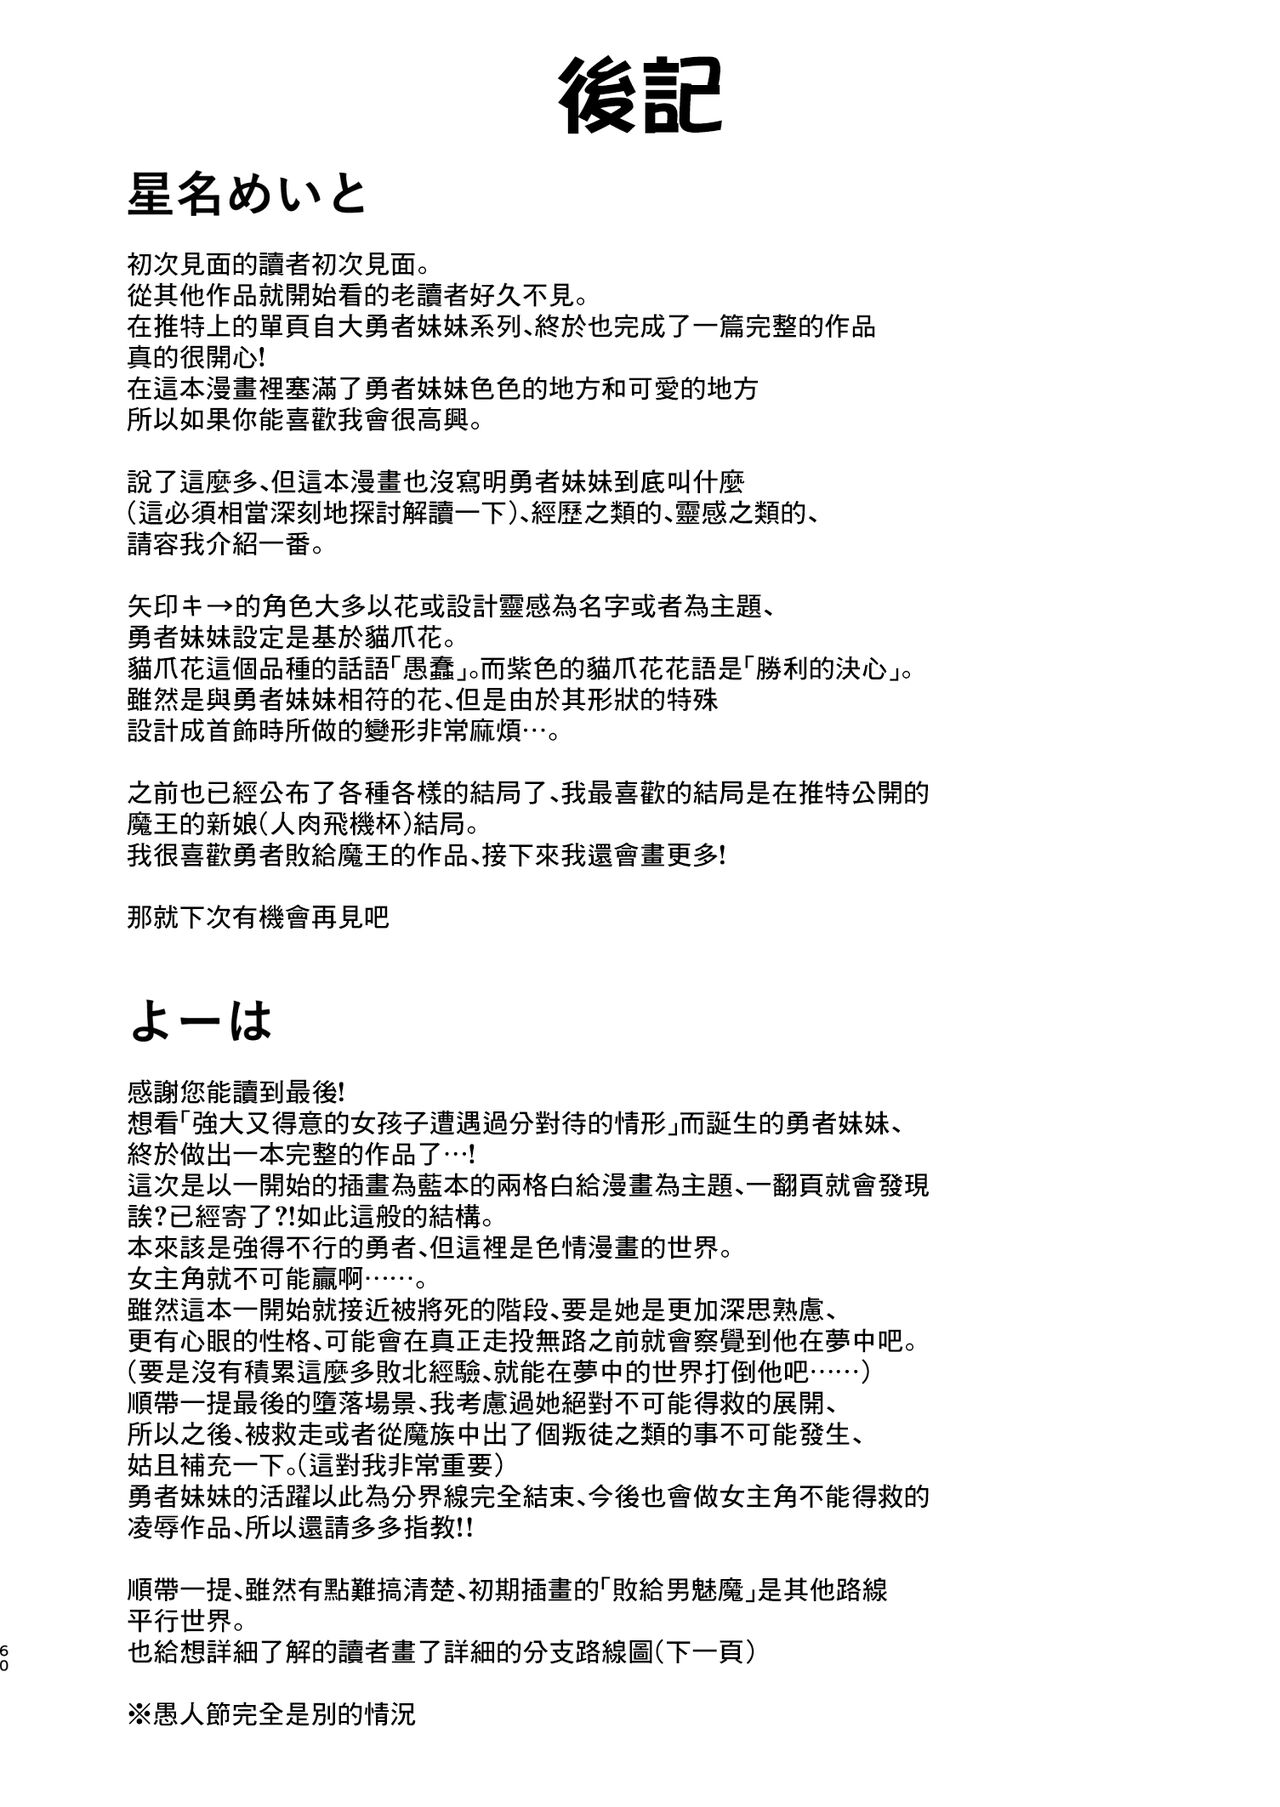 後記
星名めいと
初次見面的讀者初次見面。
從其他作品就開始看的老讀者好久不見。
在推特上的單頁自大勇者妹妹系列、終於也完成了一篇完整的作品
真的很開心!
在這本漫畫裡塞滿了勇者妹妹色色的地方和可愛的地方
所以如果你能喜歡我會很高興。
說了這麼多、但這本漫畫也沒寫明勇者妹妹到底叫什麼
(這必須相當深刻地探討解讀一下)、經歷之類的、靈感之類的、
請容我介紹一番。
矢印キ→的角色大多以花或設計靈感為名字或者為主題、
勇者妹妹設定是基於貓爪花。
貓爪花這個品種的話語「愚蠢」。而紫色的貓爪花花語是「勝利的決心」。
雖然是與勇者妹妹相符的花、但是由於其形狀的特殊
設計成首飾時所做的變形非常麻煩…。
之前也已經公布了各種各樣的結局了、我最喜歡的結局是在推特公開的
魔王的新娘(人肉飛機杯)結局。
我很喜歡勇者敗給魔王的作品、接下來我還會畫更多!
那就下次有機會再見吧
よーは
感謝您能讀到最後!
想看「強大又得意的女孩子遭遇過分對待的情形」而誕生的勇者妹妹、
終於做出一本完整的作品了…!
這次是以一開始的插畫為藍本的兩格白給漫畫為主題、一翻頁就會發現
誒?已經寄了?!如此這般的結構。
本來該是強得不行的勇者、但這裡是色情漫畫的世界。
女主角就不可能贏啊……。
雖然這本一開始就接近被將死的階段、要是她是更加深思熟慮、
更有心眼的性格、可能會在真正走投無路之前就會察覺到他在夢中吧。
(要是沒有積累這麼多敗北經驗、就能在夢中的世界打倒他吧……)
順帶一提最後的墮落場景、我考慮過她絕對不可能得救的展開、
所以之後、被救走或者從魔族中出了個叛徒之類的事不可能發生、
姑且補充一下。(這對我非常重要)
勇者妹妹的活躍以此為分界線完全結束、今後也會做女主角不能得救的
凌辱作品、所以還請多多指教!!
順帶一提、雖然有點難搞清楚、初期插畫的「敗給男魅魔」是其他路線
平行世界。
也給想詳細了解的讀者畫了詳細的分支路線圖(下一頁)
※愚人節完全是別的情況
60